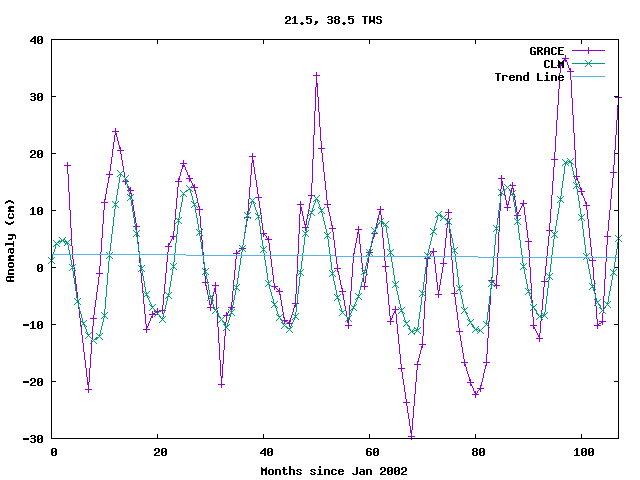 21.5, 38.5 TWS
GRACE
CLM
Trend Line
40
30
20
10
0
-10
-20
-30
Anomaly (cm)
0 20 40 60 80 100
Months since Jan 2002